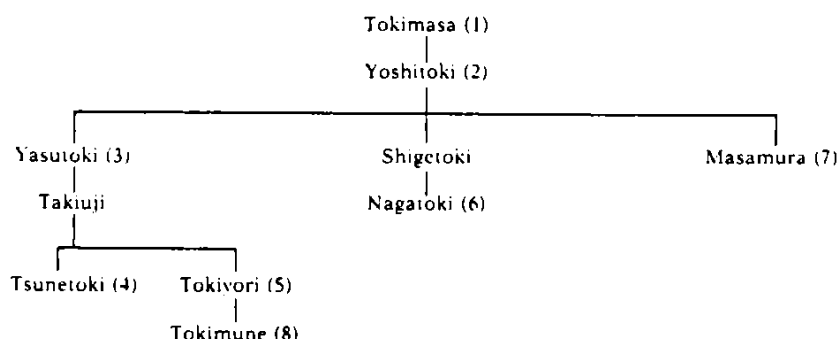 Tokimasa (1)
Yoshitoki (2)
Yasutoki (3) Shigetoki Masamura (7)
Takiuji Nagatoki (6)
Tsunetoki (4) Tokiyori (5)
Tokimune (8)